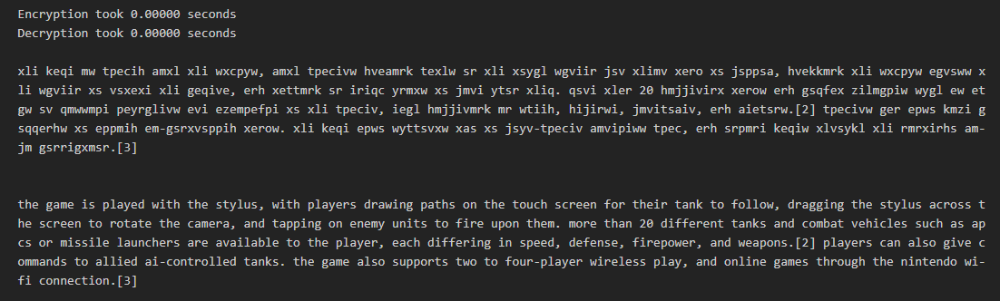 Encryption took 0.00000 seconds
Decryption took 0.00000 seconds
xli keqi mw tpecih amxl xli wxcpyw, amxl tpecivw hveamrk texlw sr xli xsygl wgviir jsv xlimv xero xs jsppsa, hvekkmrk xli wxcpyw egvsww x
li wgviir xs vsxexi xli geqive, erh xettmrk sr iriqc yrmxw xs jmvi ytsr xliq. qsvi xler 20 hmjjivirx xerow erh gsqfex zilmgpiw wygl ew et
gw sv qmwwmpi peyrglivw evi ezempefpi xs xli tpeciv, iegl hmjjivmrk mr wtiih, hijirwi, jmvitsaiv, erh aietsrw.[2] tpecivw ger epws kmzi g
sqqerhw xs eppmih em-gsrxvsppih xerow. xli keqi epws wyttsvxw xas xs jsyv-tpeciv amvipiww tpec, erh srpmri keqiw xlvsykl xli rmrxirhs am-
jm gsrrigxmsr.[3]
the game is played with the stylus, with players drawing paths on the touch screen for their tank to follow, dragging the stylus across t
he screen to rotate the camera, and tapping on enemy units to fire upon them. more than 20 different tanks and combat vehicles such as ap
cs or missile launchers are available to the player, each differing in speed, defense, firepower, and weapons.[2] players can also give c
ommands to allied ai-controlled tanks. the game also supports two to four-player wireless play, and online games through the nintendo wi-
fi connection.[3]